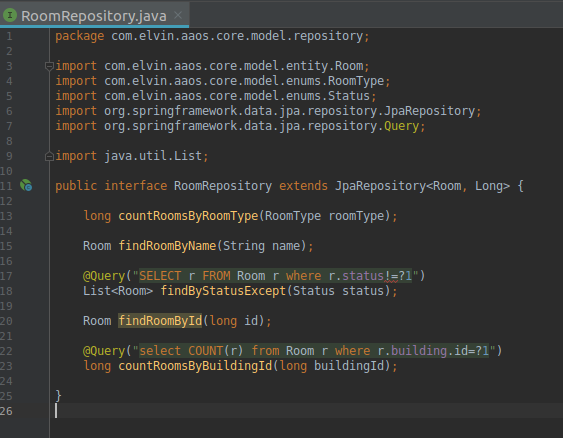 RoomRepository.java
1 package com.elvin.aaos.core.model.repository;
2
3 import com.elvin.aaos.core.model.entity.Room;
4 import com.elvin.aaos.core.model.enums.RoomType;
5 import com.elvin.aaos.core.model.enums.Status;
6 import org.springframework.data.jpa.repository.JpaRepository;
7 import org.springframework.data.jpa.repository.Query;
8
9 import java.util.List;
10
11 public interface RoomRepository extends JpaRepository<Room, Long> {
12
13 long countRoomsByRoomType(RoomType roomType);
14
15 Room findRoomByName(String name);
16
17 @Query("SELECT r FROM Room r where r.status!=?1")
18 List<Room> findByStatusExcept(Status status);
19
20 Room findRoomById(long id);
21
22 @Query("select COUNT(r) from Room r where r.building.id=?1")
23 long countRoomsByBuildingId(long buildingId);
24
25 }
26